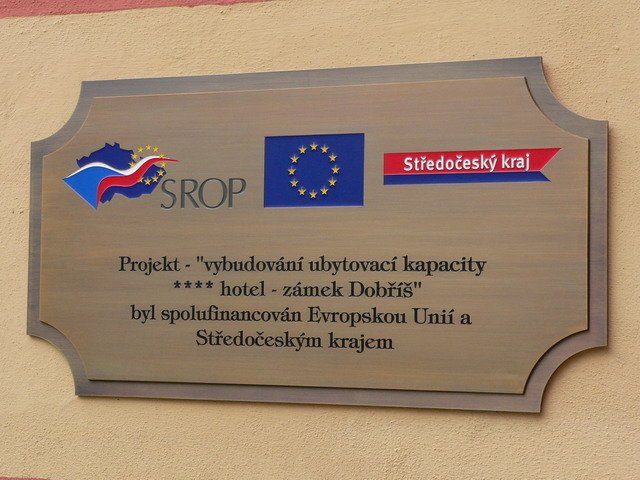 SROP
Středočeský kraj
Projekt - "vybudování ubytovací kapacity
**** hotel - zámek Dobříš"
byl spolufinancován Evropskou Unií a
Středočeským krajem